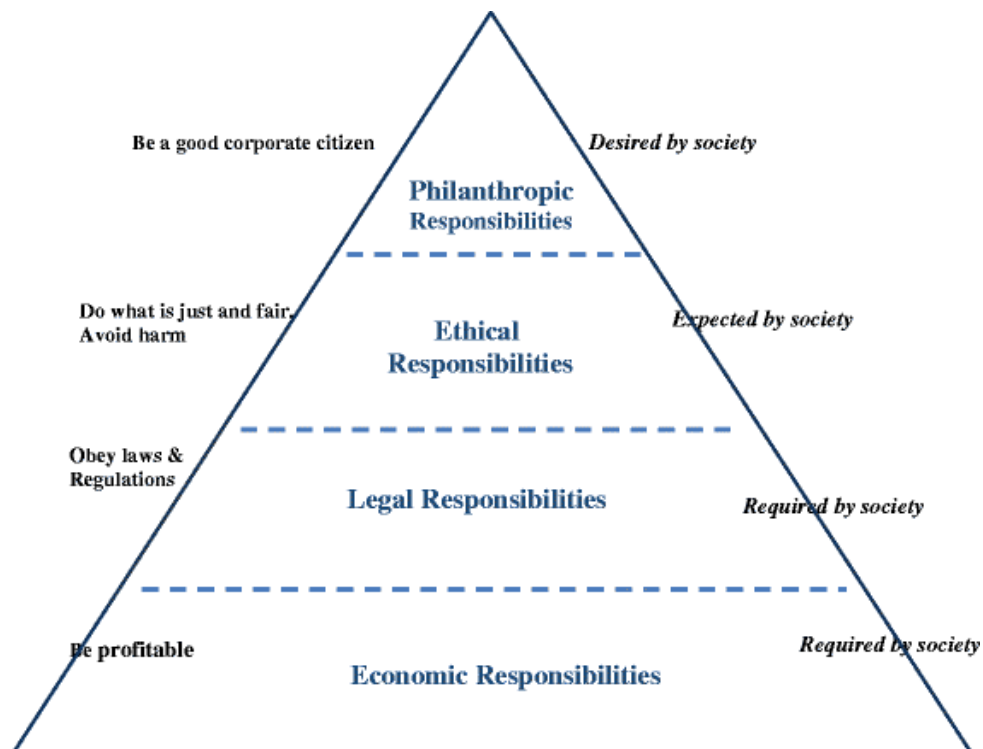 Be a good corporate citizen
Desired by society
Philanthropic
Responsibilities
Do what is just and fair,
Avoid harm
Expected by society
Ethical
Responsibilities
Obey laws &
Regulations
Legal Responsibilities
Required by society
Be profitable
Required by society
Economic Responsibilities